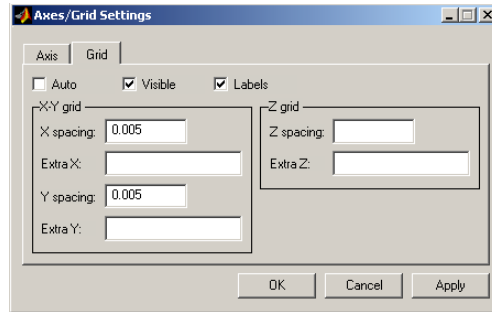 Axes/Grid Settings
Axis Grid
Auto Visible Labels
X-Y grid
X spacing: 0.005
Extra X:
Y spacing: 0.005
Extra Y:
Z grid
Z spacing:
Extra Z:
OK Cancel Apply